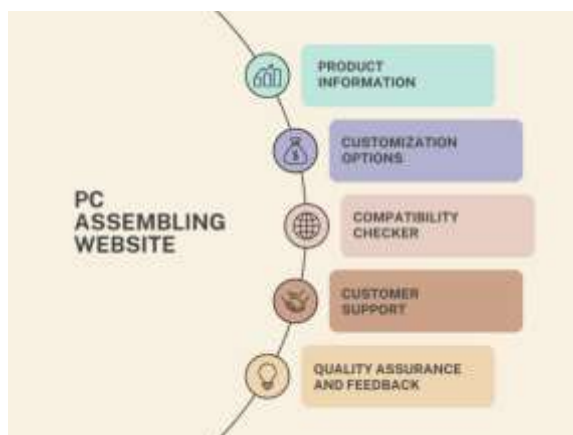 PRODUCT
INFORMATION
CUSTOMIZATION
OPTIONS
PC
ASSEMBLING
WEBSITE
COMPATIBILITY
CHECKER
CUSTOMER
SUPPORT
QUALITY ASSURANCE
AND FEEDBACK